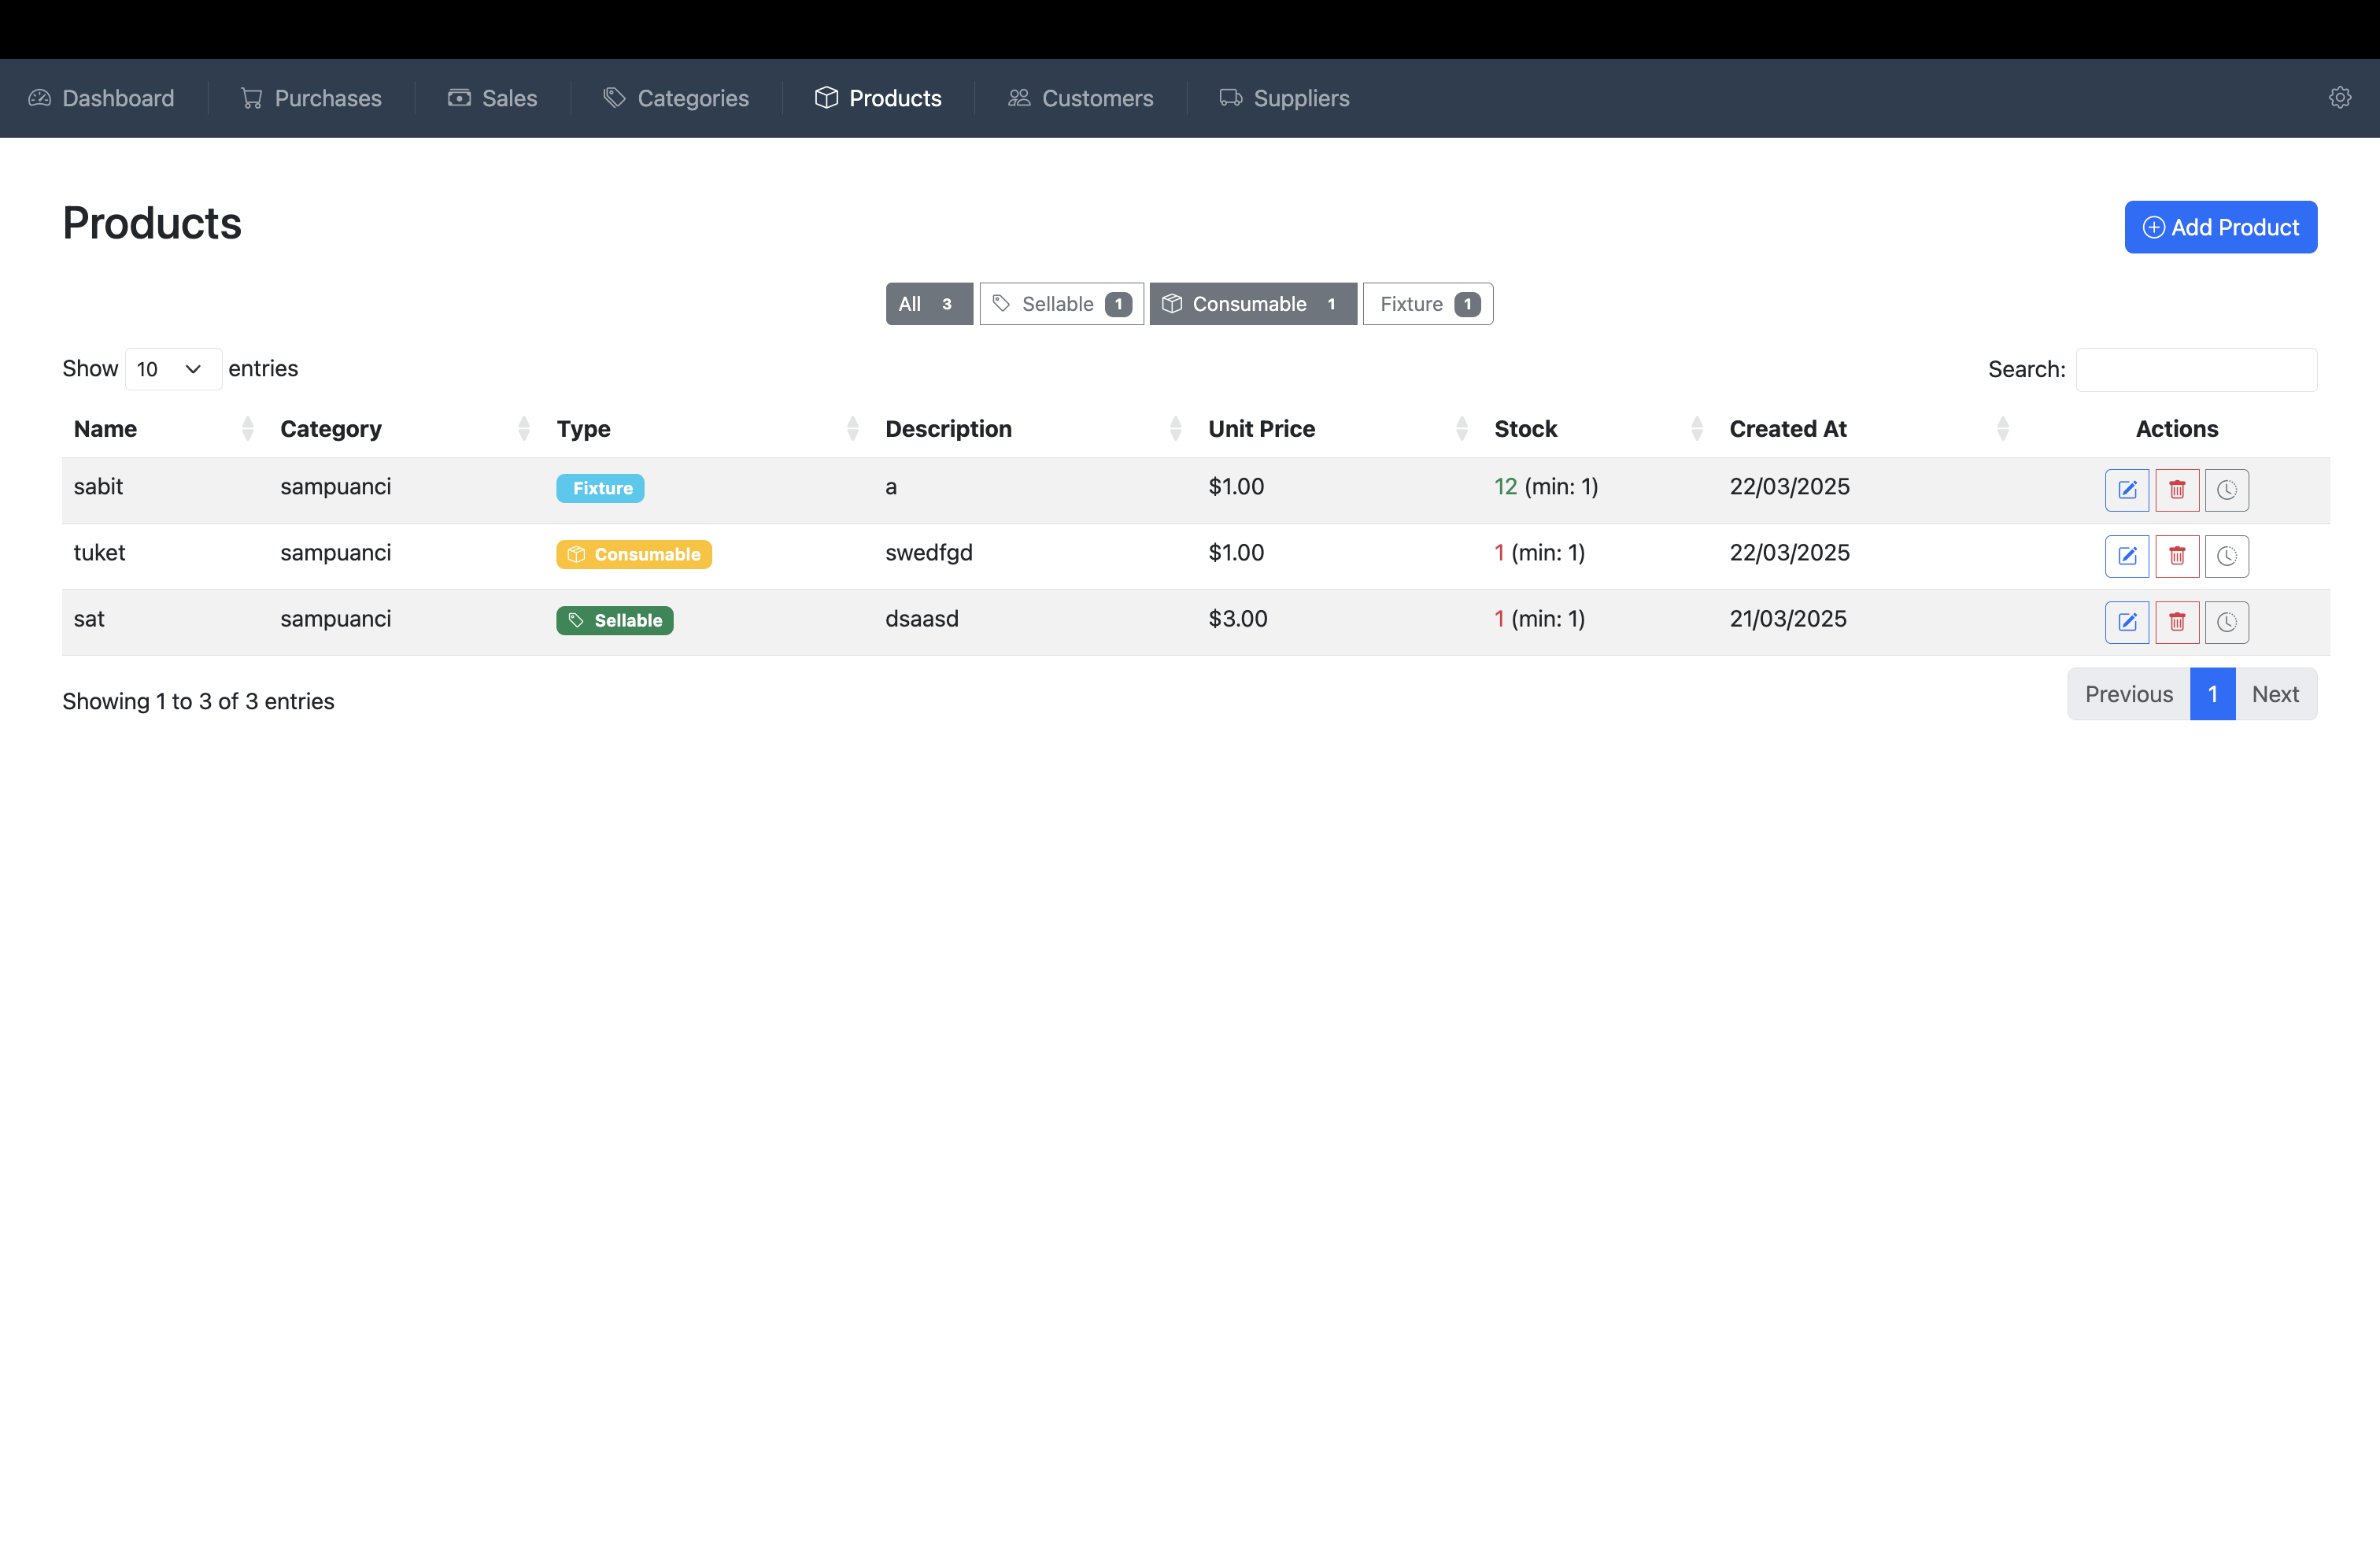 Dashboard Purchases Sales Categories Products Customers Suppliers
Products
Add Product
All 3 Sellable 1 Consumable 1 Fixture 1
Show 10 entries Search:
Name Category Type Description Unit Price Stock Created At Actions
sabit sampuanci Fixture a $1.00 12 (min: 1) 22/03/2025
tuket sampuanci Consumable swedfgd $1.00 1 (min: 1) 22/03/2025
sat sampuanci Sellable dsaasd $3.00 1 (min: 1) 21/03/2025
Showing 1 to 3 of 3 entries Previous 1 Next